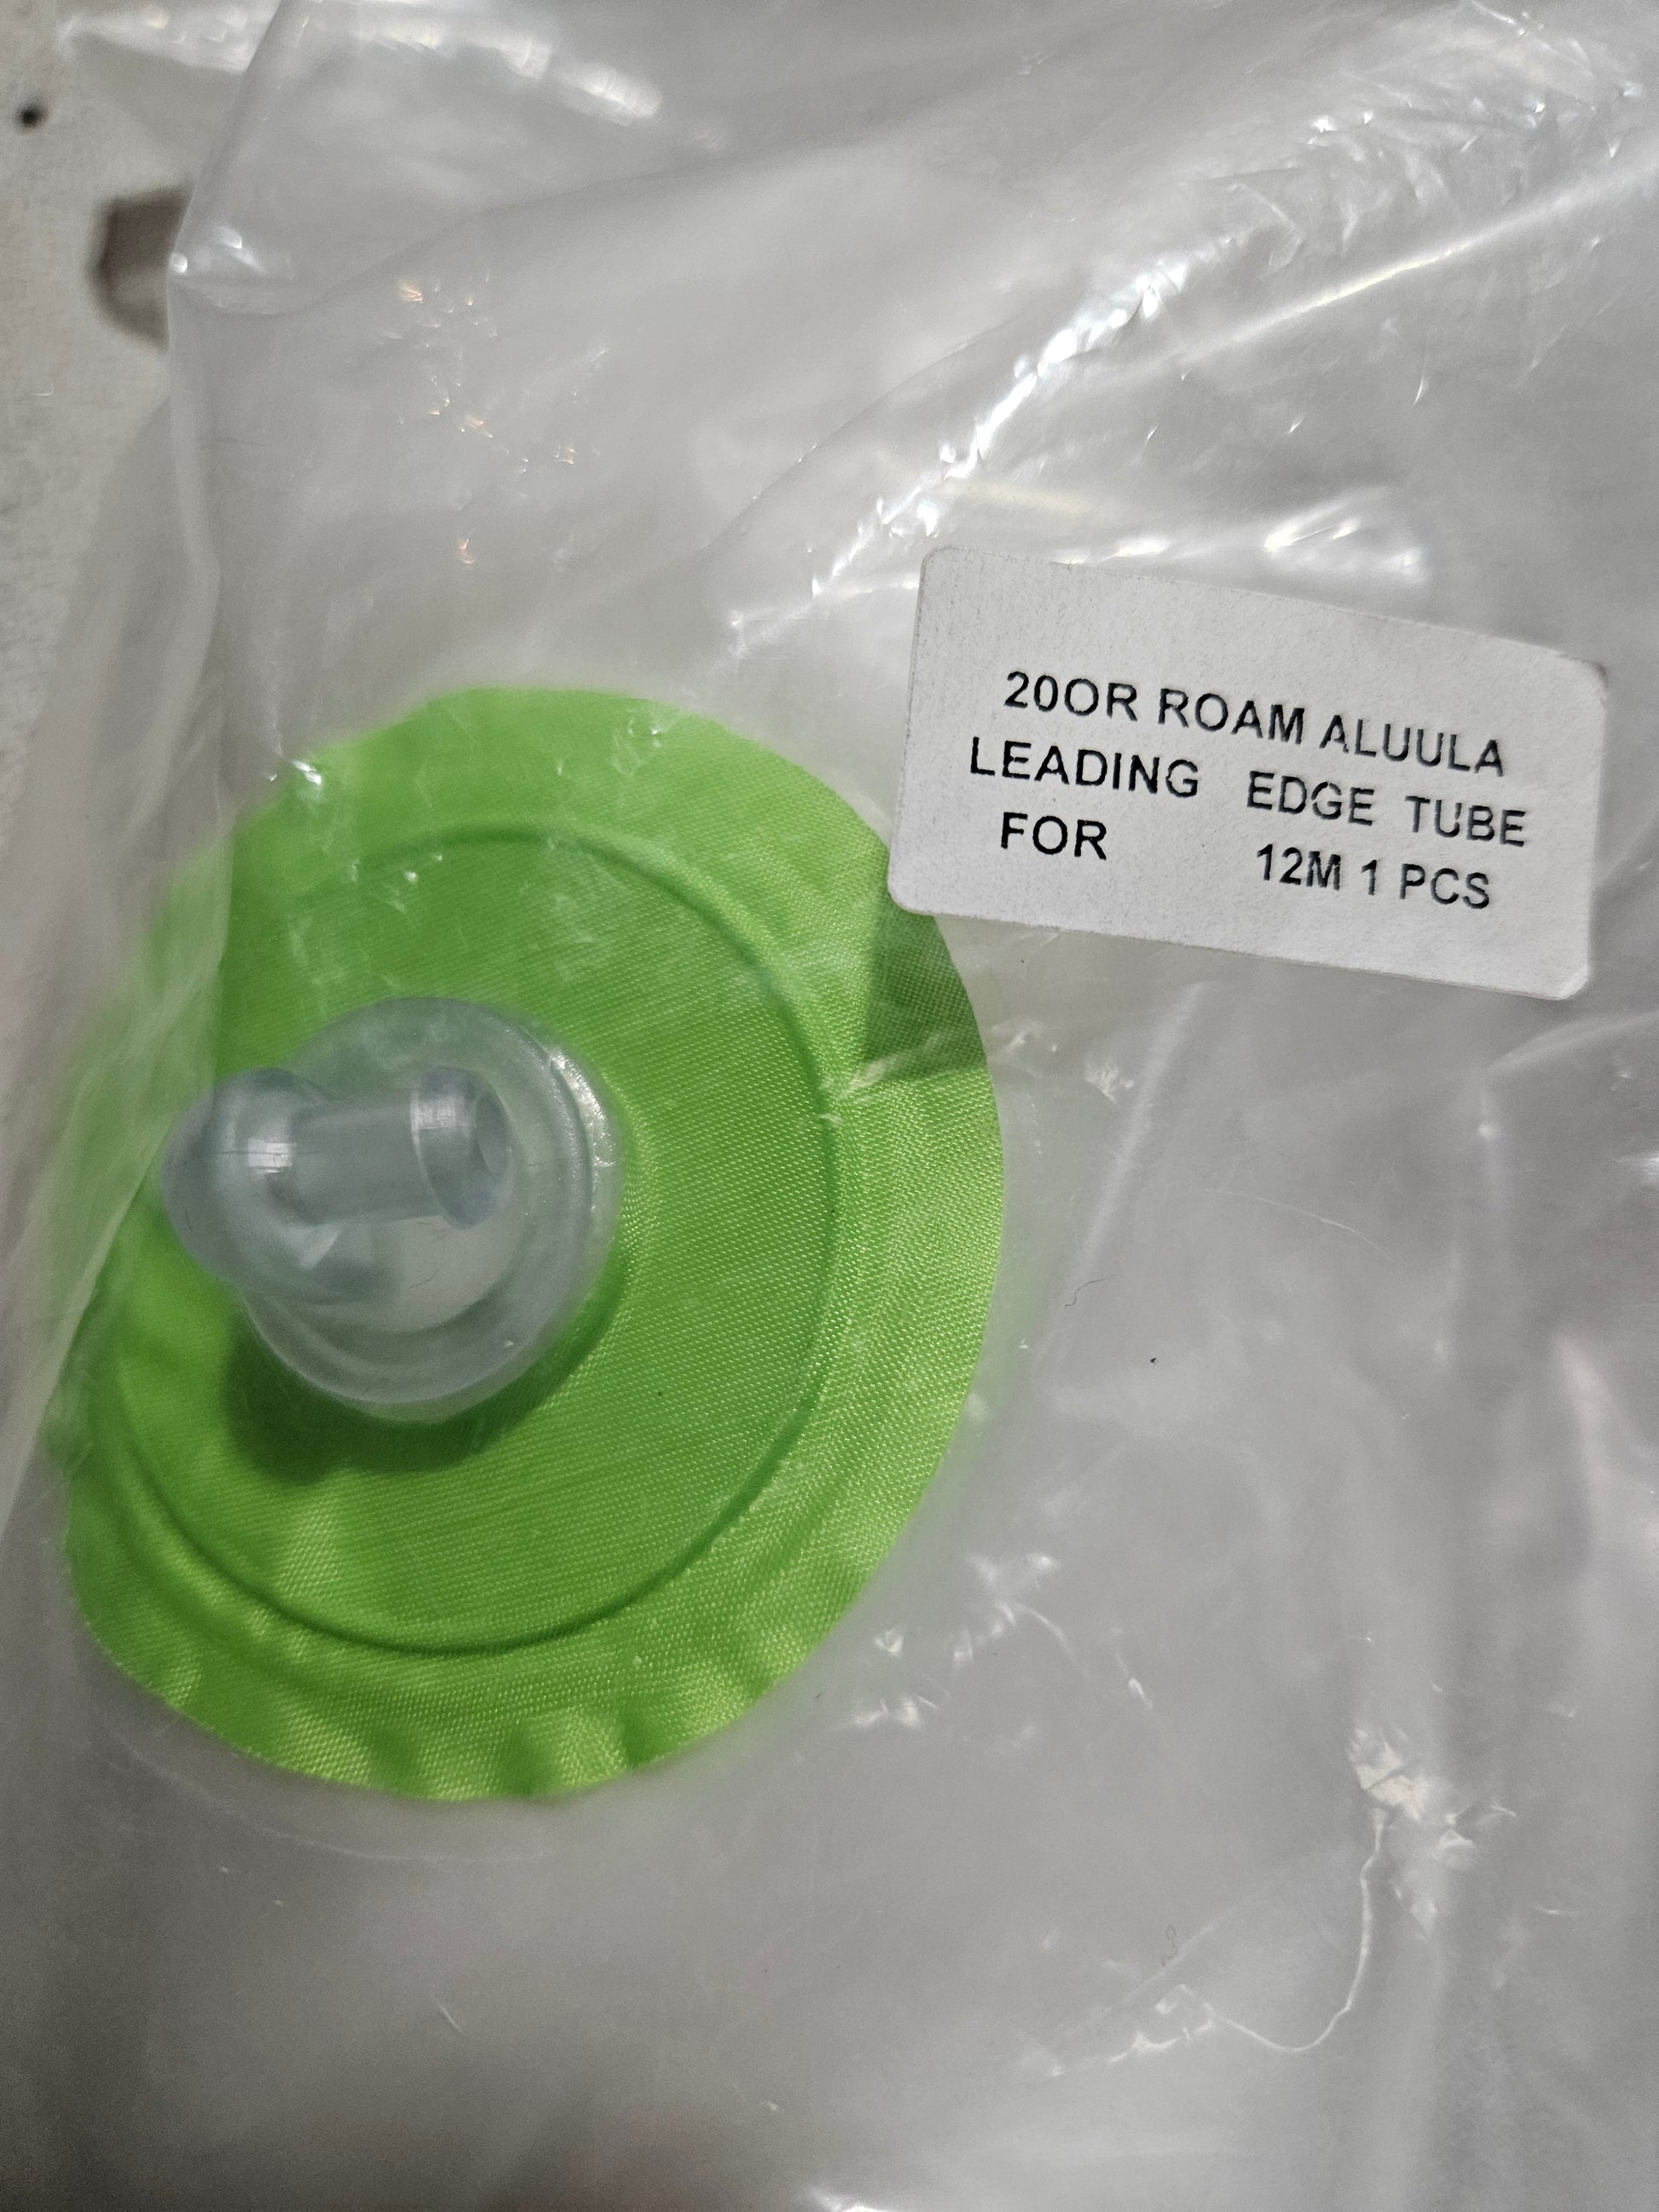 20OR ROAM ALUULA
LEADING EDGE TUBE
FOR 12M 1 PCS